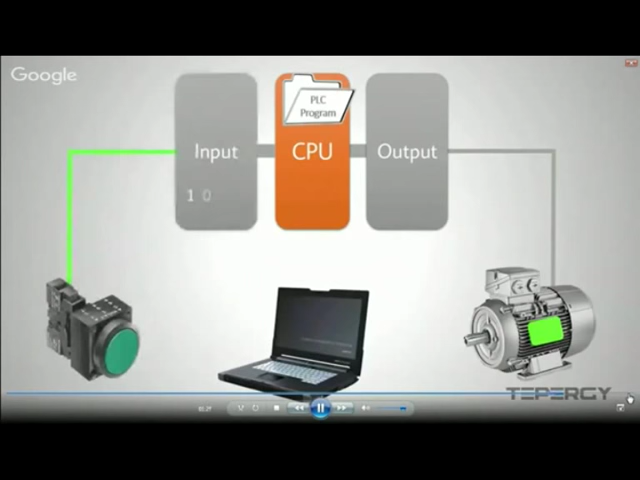 Google
PLC
Program
Input
CPU
Output
1 0
TEPERGY